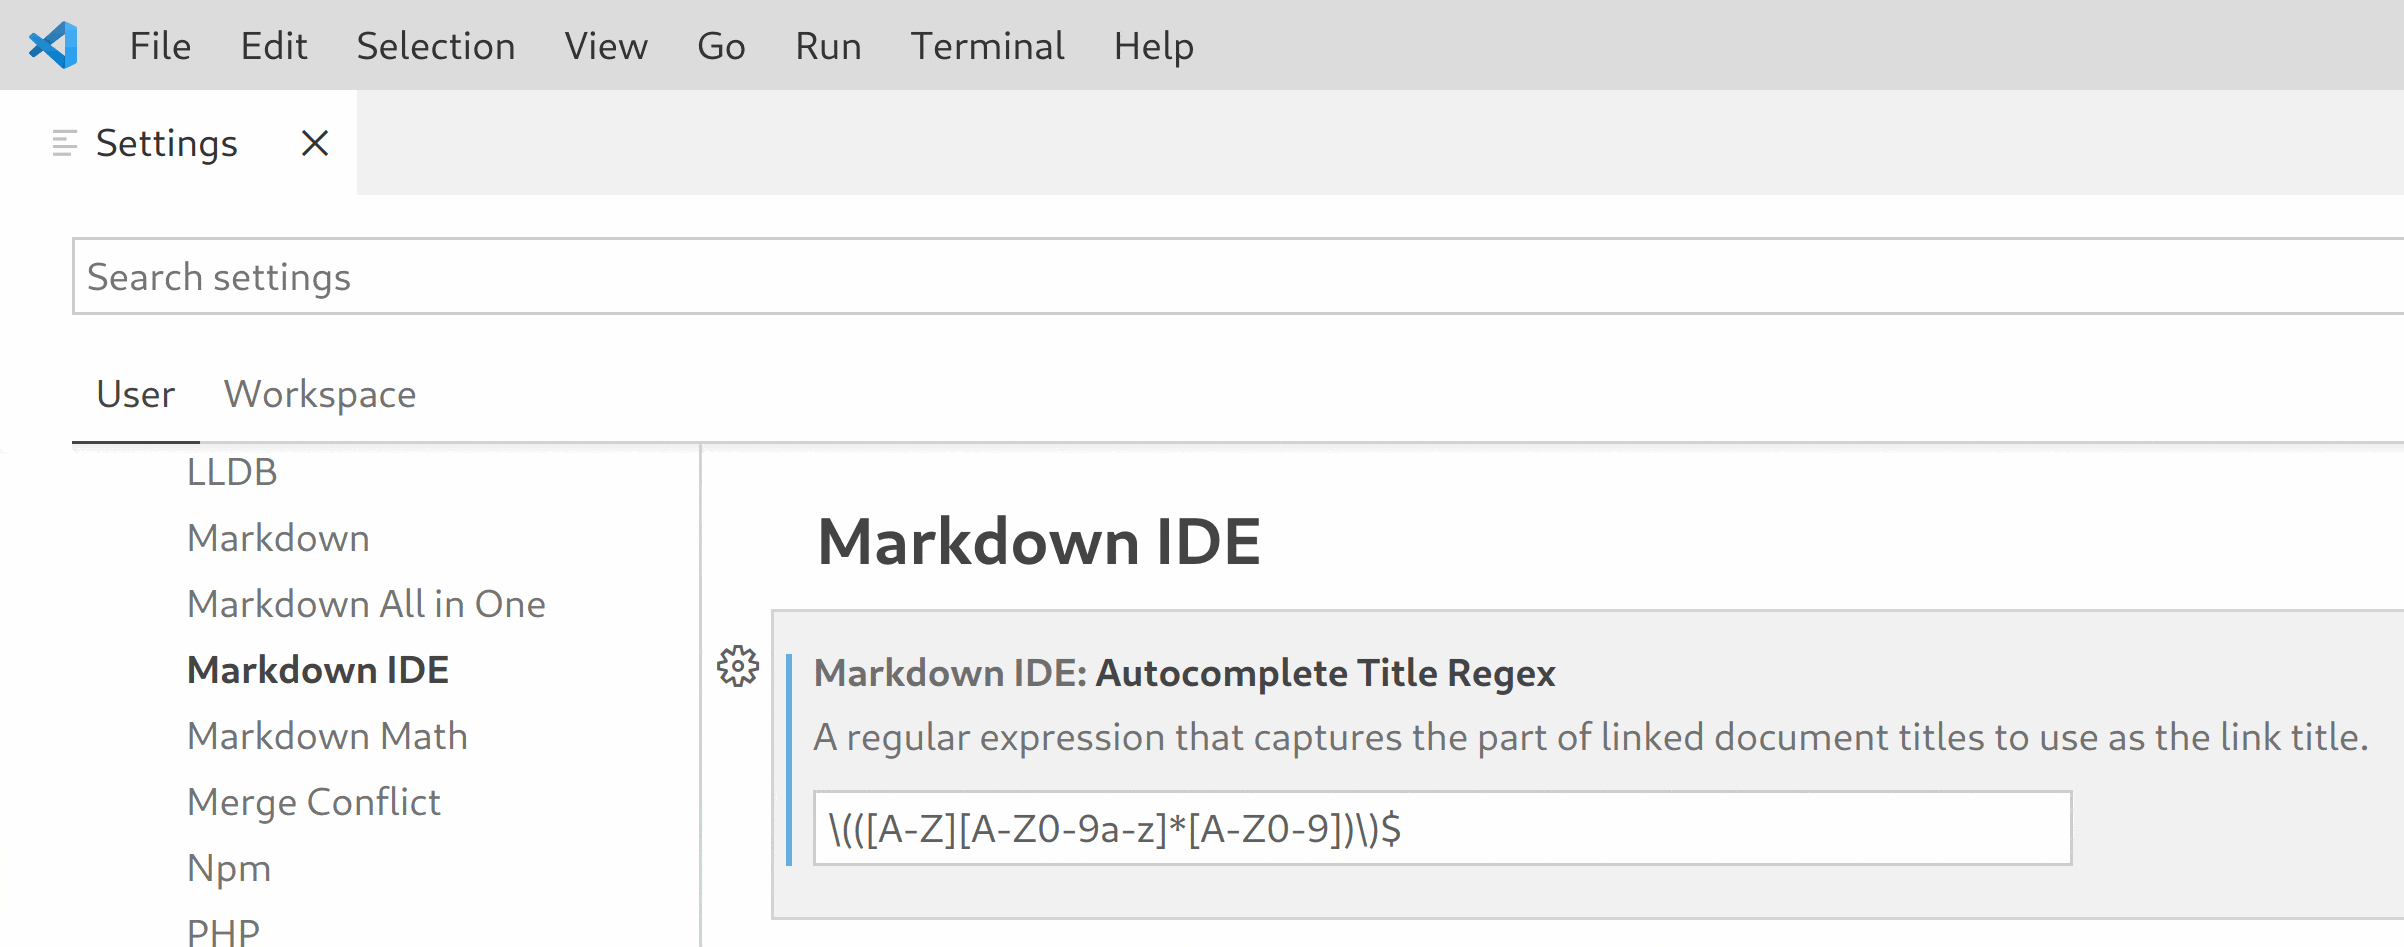 File Edit Selection View Go Run Terminal Help
Settings
Search settings
User Workspace
LLDB
Markdown
Markdown All in One
Markdown IDE
Markdown Math
Merge Conflict
Npm
PHP
Markdown IDE
Markdown IDE: Autocomplete Title Regex
A regular expression that captures the part of linked document titles to use as the link title.
\(([A-Z][A-Z0-9a-z]*[A-Z0-9])\)$